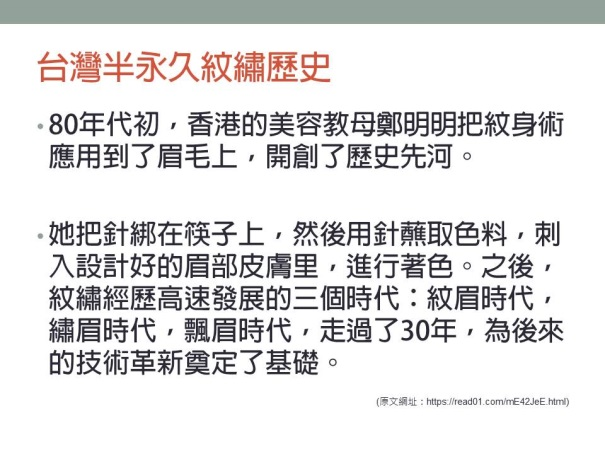 台灣半永久紋繡歷史
•80年代初，香港的美容教母鄭明明把紋身術
應用到了眉毛上，開創了歷史先河。
•她把針綁在筷子上，然後用針蘸取色料，刺
入設計好的眉部皮膚里，進行著色。之後，
紋繡經歷高速發展的三個時代：紋眉時代，
繡眉時代，飄眉時代，走過了30年，為後來
的技術革新奠定了基礎。
(原文網址：https://read01.com/mE42JeE.html)